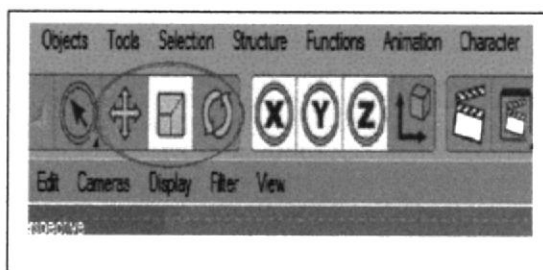 Objects Tools Selection Structure Functions Animation Character
X Y Z
Edit Cameras Display Filter View